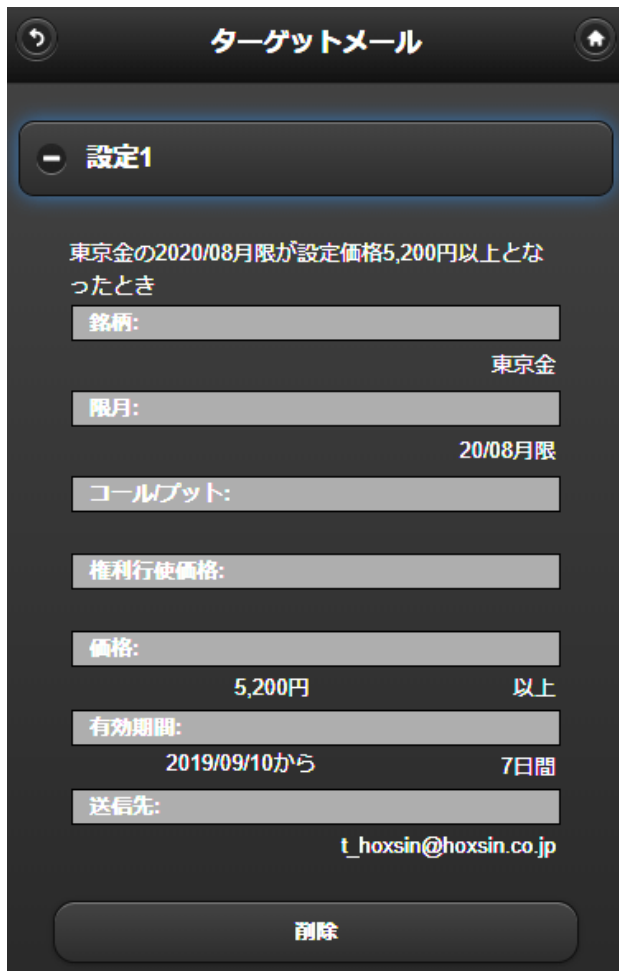 ターゲットメール
設定1
東京金の2020/08月限が設定価格5,200円以上とな
ったとき
銘柄:
東京金
限月:
20/08月限
コール/プット:
権利行使価格:
価格:
5,200円 以上
有効期間:
2019/09/10から 7日間
送信先:
t_hoxsin@hoxsin.co.jp
削除